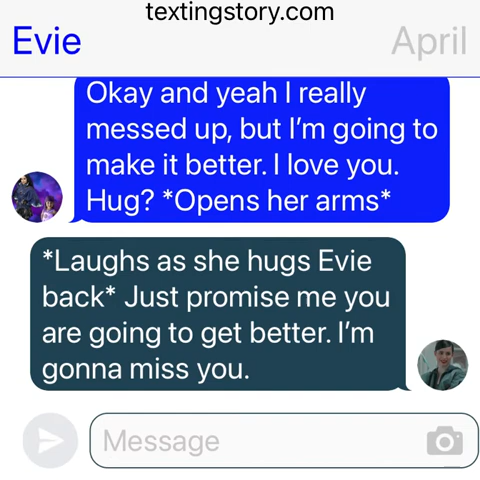 textingstory.com
Evie April
Okay and yeah I really
messed up, but I’m going to
make it better. I love you.
Hug? *Opens her arms*
*Laughs as she hugs Evie
back* Just promise me you
are going to get better. I’m
gonna miss you.
Message